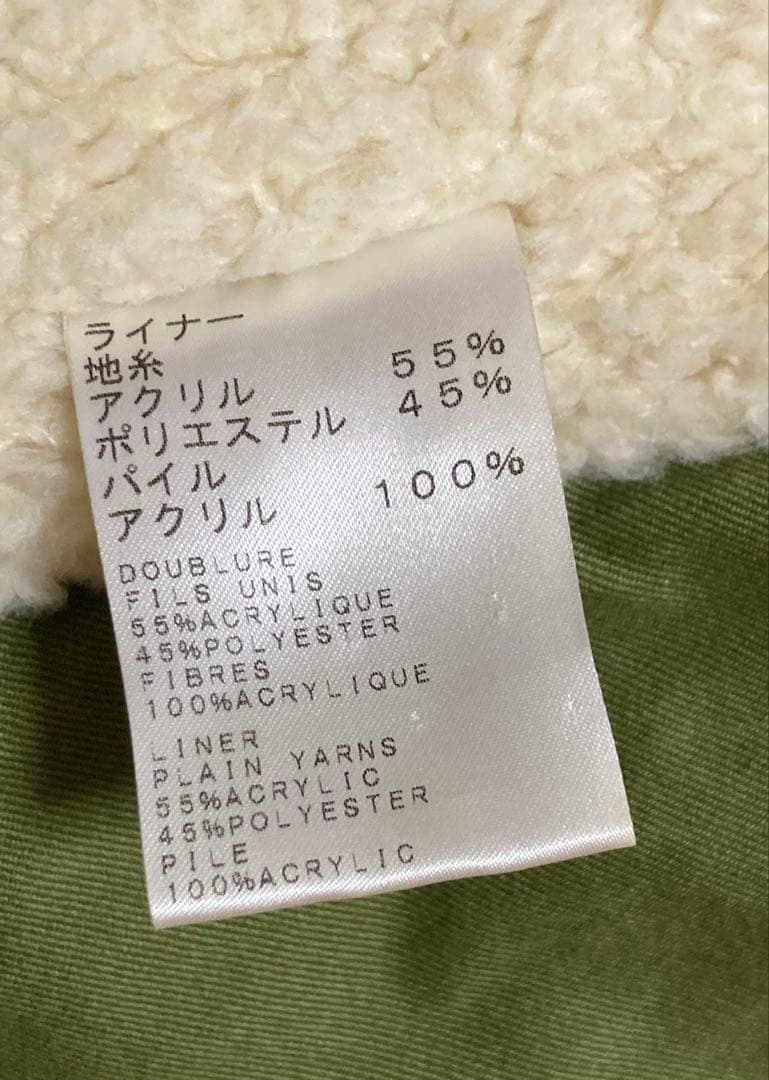 ライナー
地糸
アクリル 55%
ポリエステル 45%
パイル
アクリル 100%
DOUBLURE
FILS UNIS
55%ACRYLIQUE
45%POLYESTER
FIBRES
100%ACRYLIQUE
LINER
PLAIN YARNS
55%ACRYLIC
45%POLYESTER
PILE
100%ACRYLIC